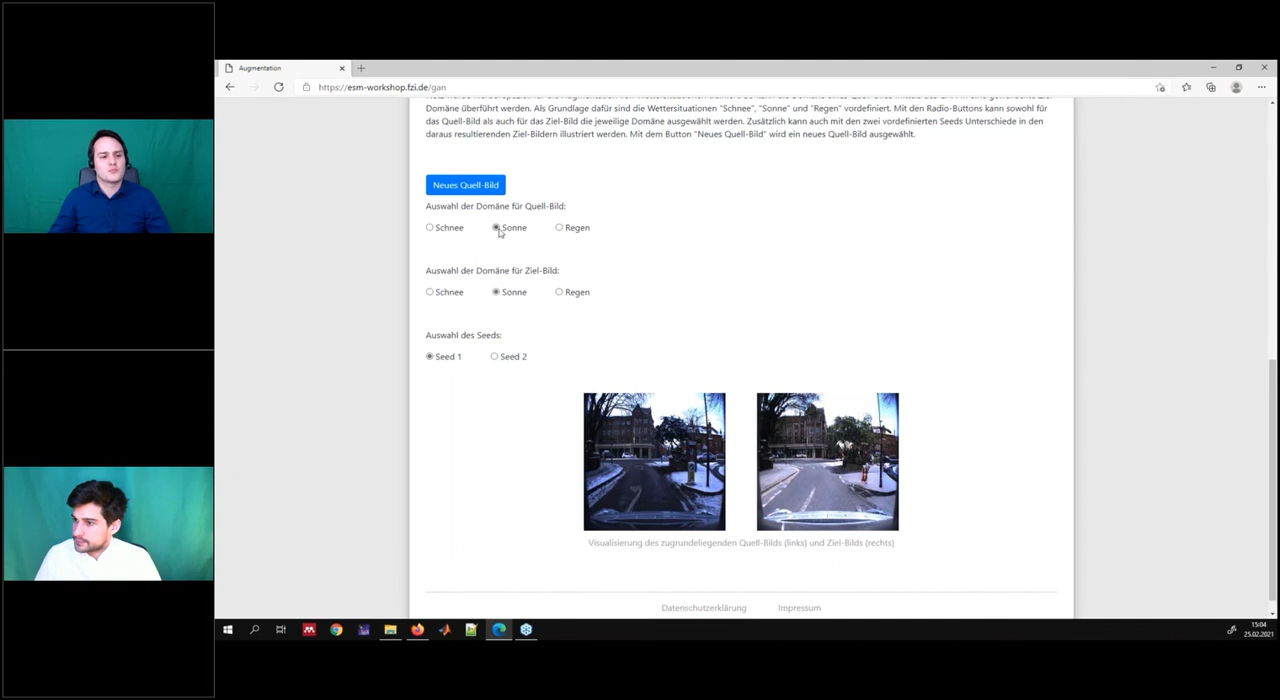 Augmentation
https://esm-workshop.fzi.de/gan
Domäne überführt werden. Als Grundlage dafür sind die Wettersituationen "Schnee", "Sonne" und "Regen" vordefiniert. Mit den Radio-Buttons kann sowohl für
das Quell-Bild als auch für das Ziel-Bild die jeweilige Domäne ausgewählt werden. Zusätzlich kann auch mit den zwei vordefinierten Seeds Unterschiede in den
daraus resultierenden Ziel-Bildern illustriert werden. Mit dem Button "Neues Quell-Bild" wird ein neues Quell-Bild ausgewählt.
Neues Quell-Bild
Auswahl der Domäne für Quell-Bild:
Schnee Sonne Regen
Auswahl der Domäne für Ziel-Bild:
Schnee Sonne Regen
Auswahl des Seeds:
Seed 1 Seed 2
Visualisierung des zugrundeliegenden Quell-Bilds (links) und Ziel-Bilds (rechts)
Datenschutzerklärung Impressum
15:04
25.02.2021